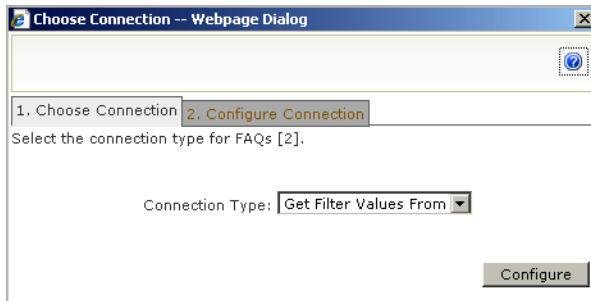 Choose Connection -- Webpage Dialog
1. Choose Connection 2. Configure Connection
Select the connection type for FAQs [2].
Connection Type: Get Filter Values From
Configure